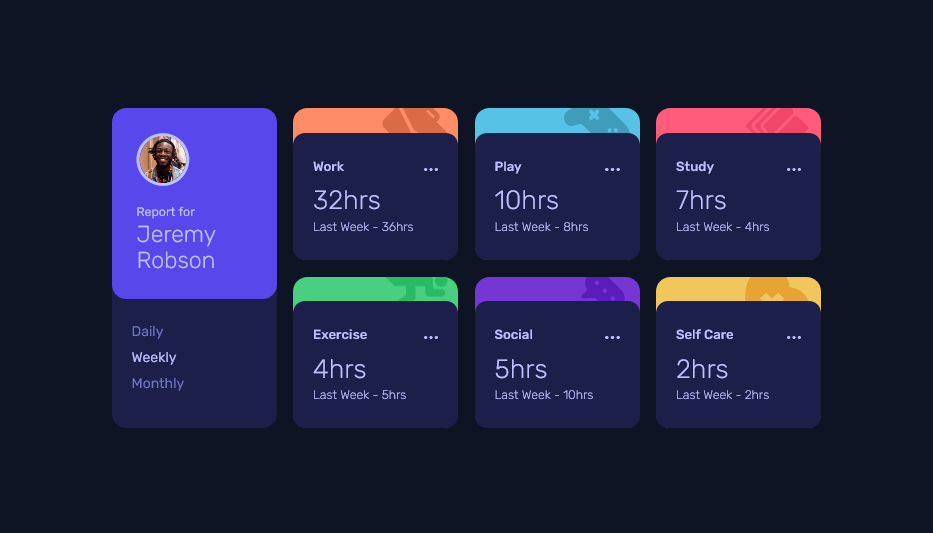 Report for
Jeremy
Robson
Daily
Weekly
Monthly
Work
32hrs
Last Week - 36hrs
Play
10hrs
Last Week - 8hrs
Study
7hrs
Last Week - 4hrs
Exercise
4hrs
Last Week - 5hrs
Social
5hrs
Last Week - 10hrs
Self Care
2hrs
Last Week - 2hrs